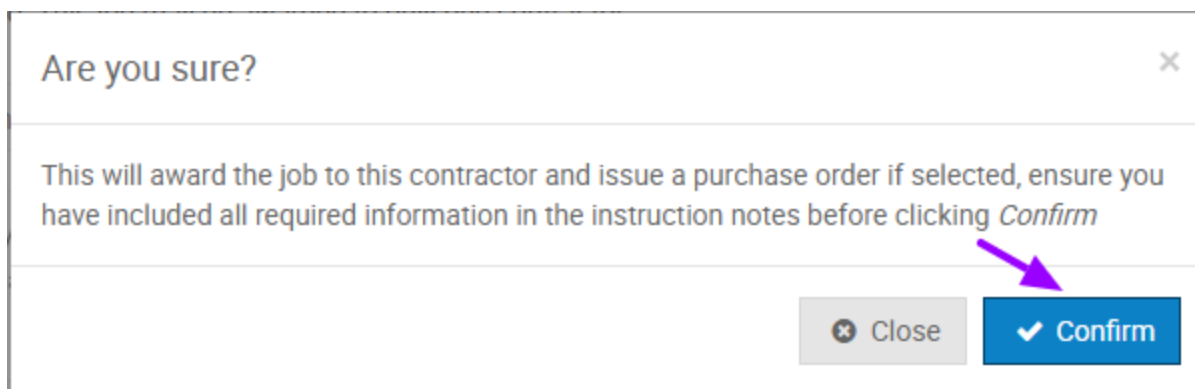 Are you sure?
×
This will award the job to this contractor and issue a purchase order if selected, ensure you
have included all required information in the instruction notes before clicking Confirm
Close
Confirm